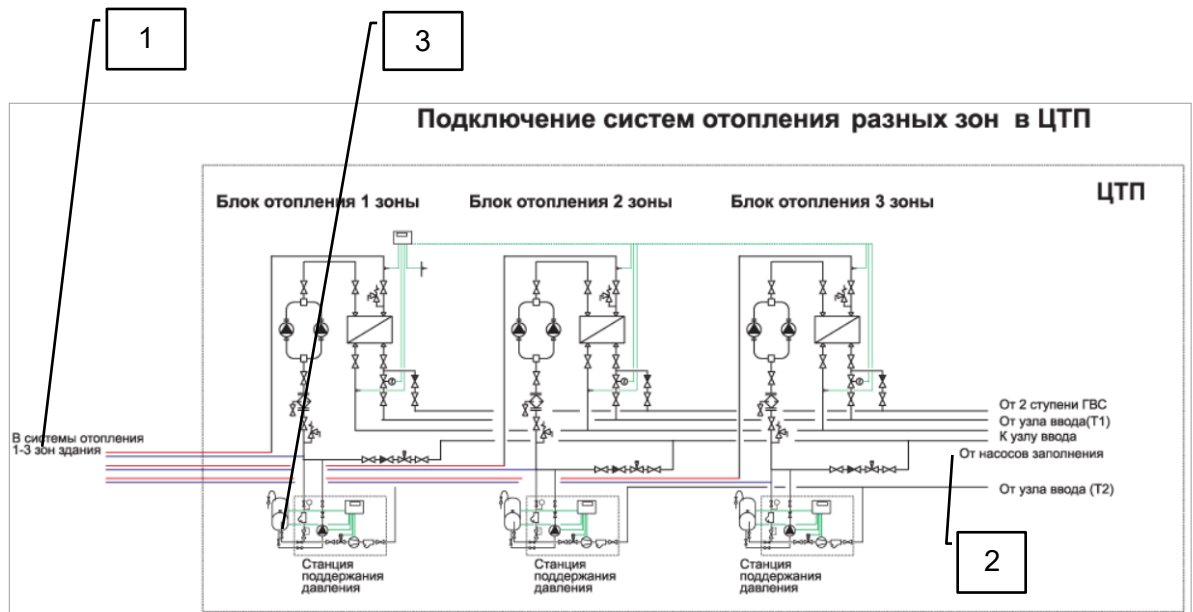 1
3
Подключение систем отопления разных зон в ЦТП
ЦТП
Блок отопления 1 зоны
Блок отопления 2 зоны
Блок отопления 3 зоны
От 2 ступени ГВС
От узла ввода(Т1)
К узлу ввода
От насосов заполнения
От узла ввода (Т2)
В системы отопления
1-3 зон здания
2
Станция
поддержания
давления
Станция
поддержания
давления
Станция
поддержания
давления